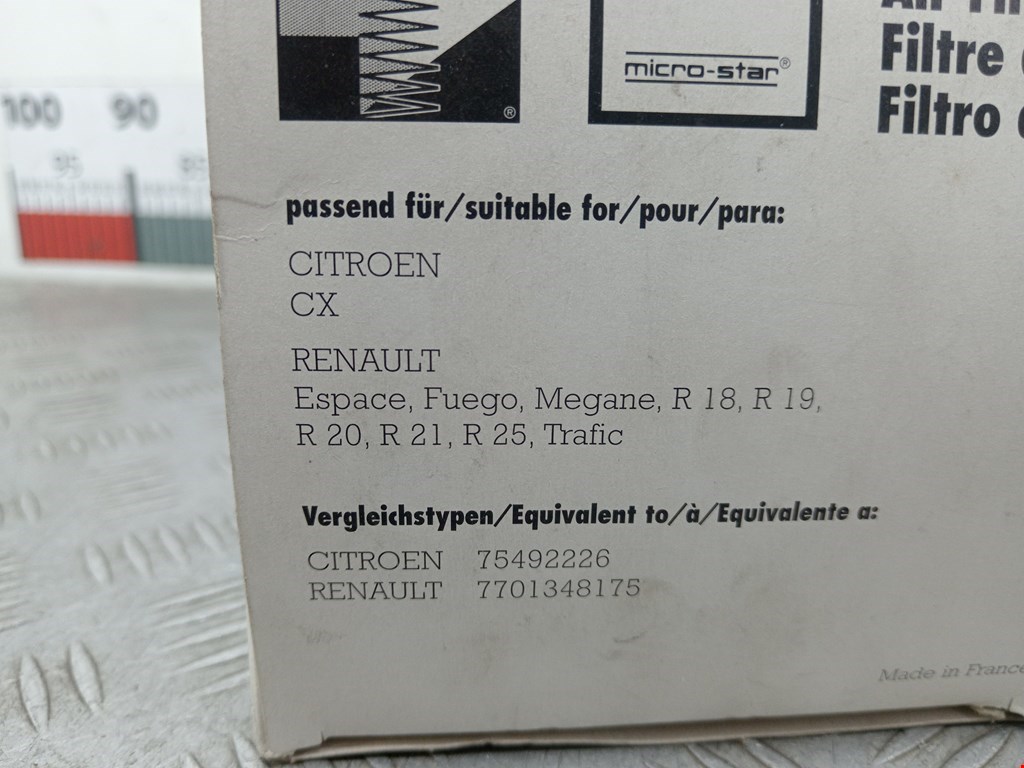 Filtre
micro-star®
Filtro
®
100 90
95 85
passend für/suitable for/pour/para:
CITROEN
CX
RENAULT
Espace, Fuego, Megane, R 18, R 19,
R 20, R 21, R 25, Trafic
Vergleichstypen/Equivalent to/à/Equivalente a:
CITROEN 75492226
RENAULT 7701348175
Made in France